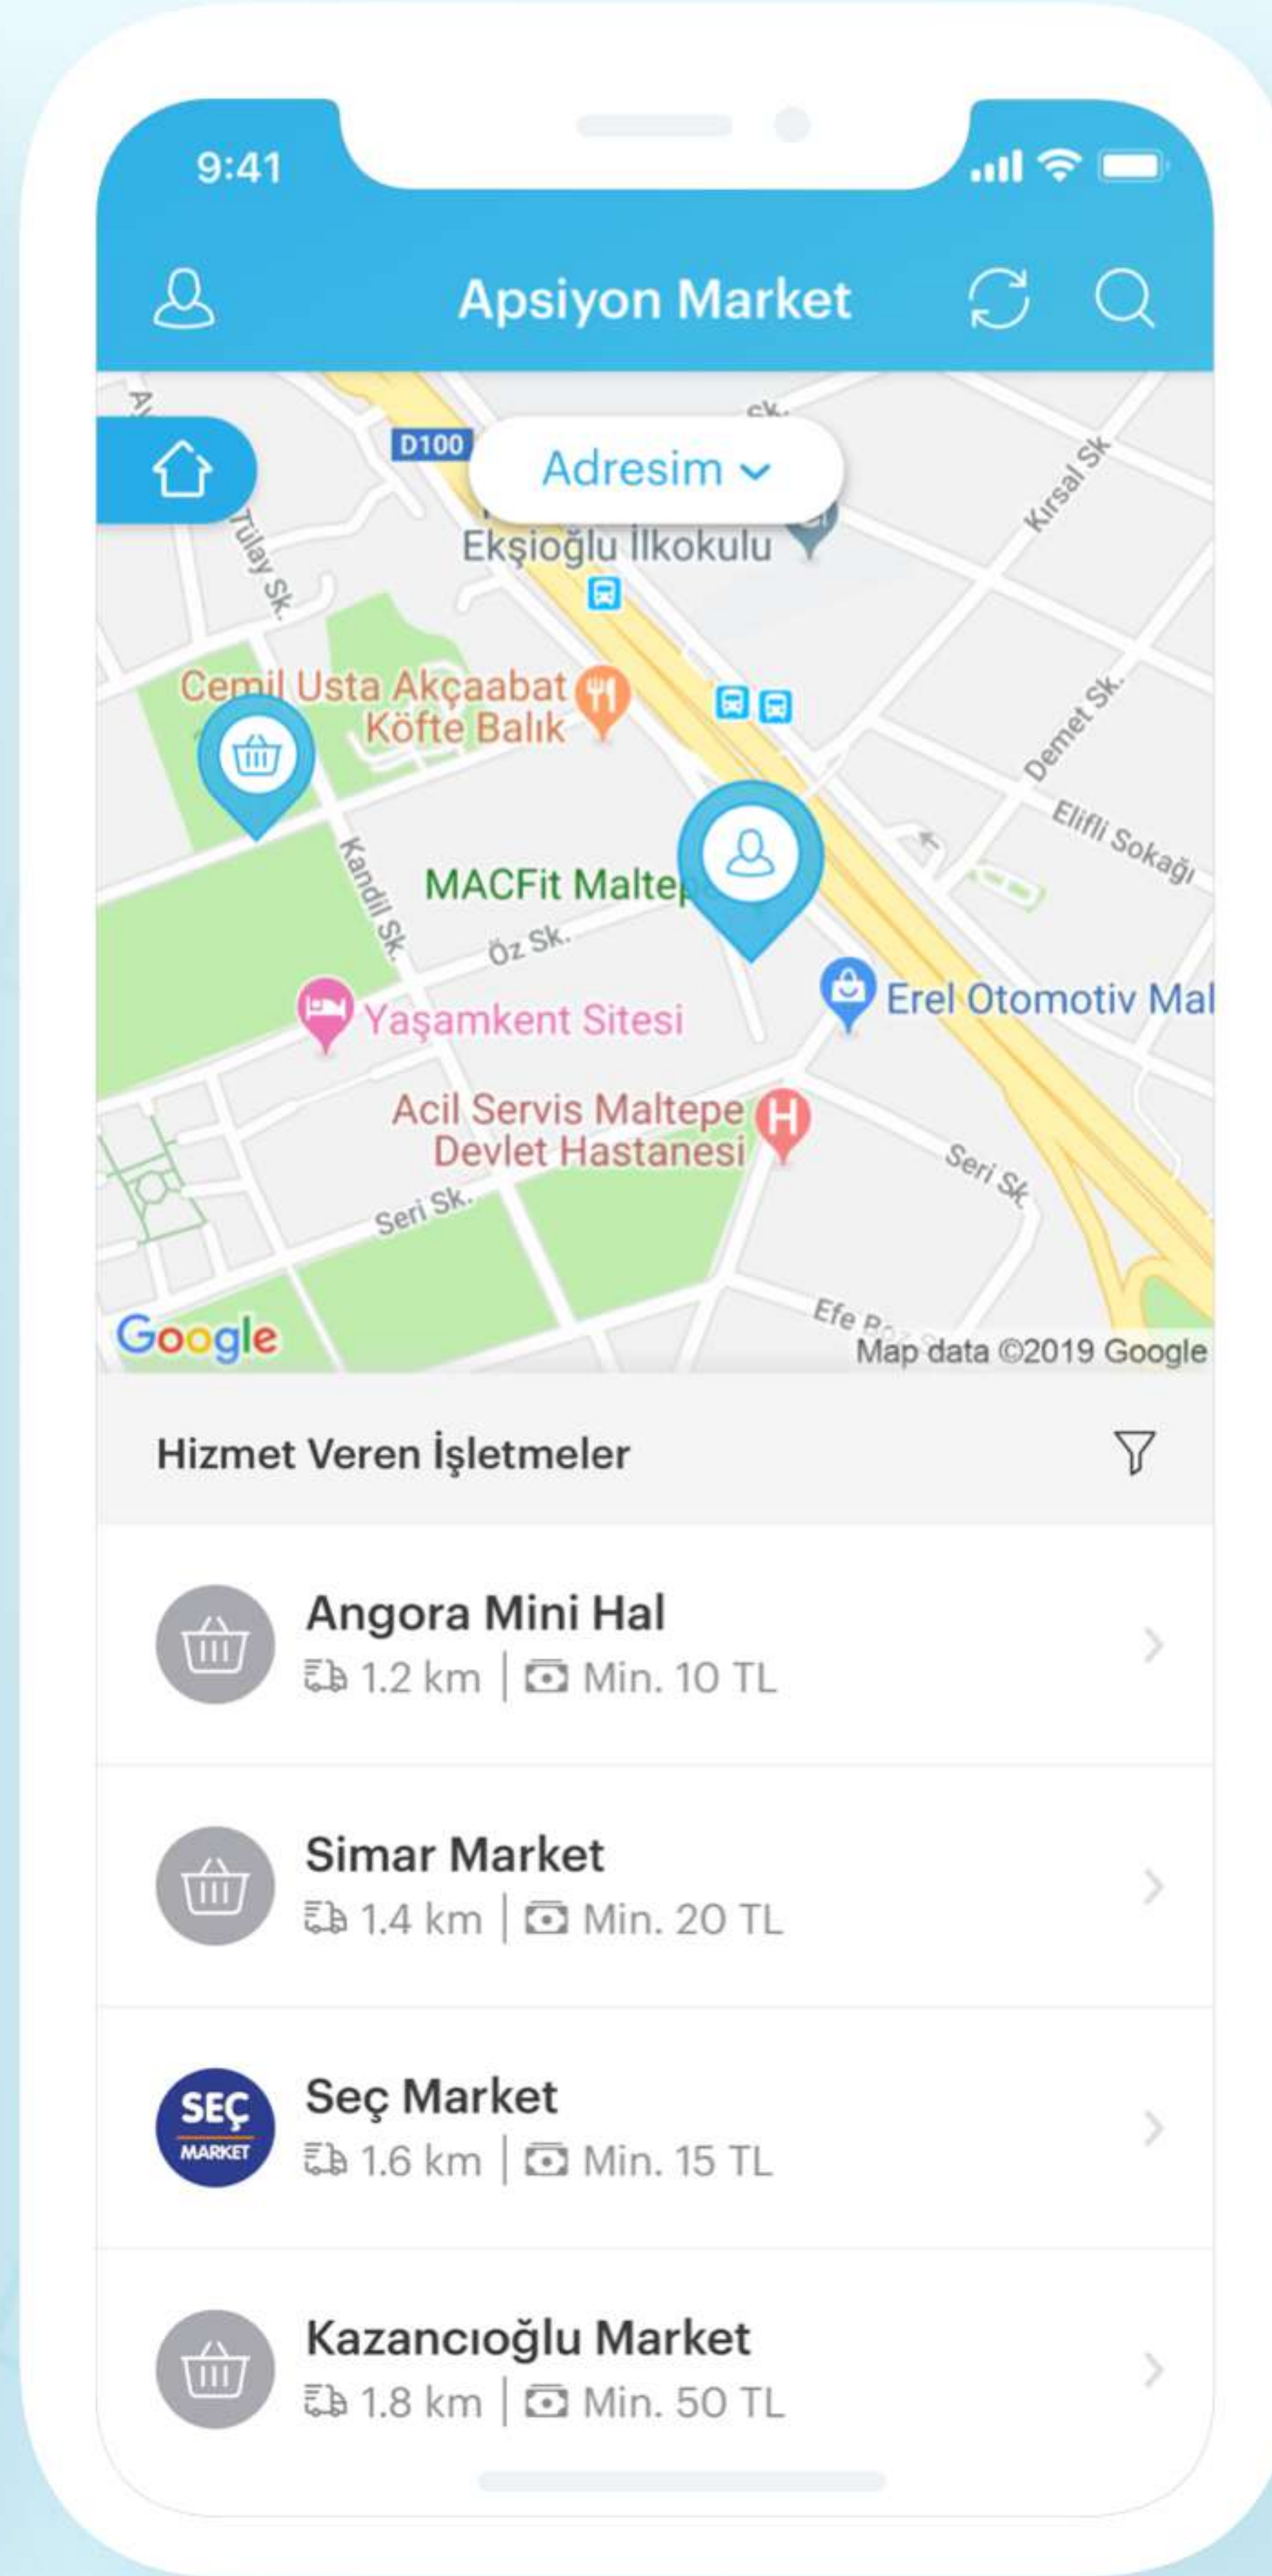 9:41
Apsiyon Market
D100
Adresim
Sk.
Kırsal Sk
Ekşioğlu İlkokulu
Tülay Sk.
Cemil Usta Akçaabat
Köfte Balık
Demet Sk.
Elifli Sokağı
Kandil Sk.
MACFit Maltep
Öz Sk.
Yaşamkent Sitesi
Erel Otomotiv Mal
Acil Servis Maltepe
Devlet Hastanesi
Seri Sk.
Seri Sk.
Efe
Google
Map data ©2019 Google
Hizmet Veren İşletmeler
Angora Mini Hal
1.2 km | Min. 10 TL
Simar Market
1.4 km | Min. 20 TL
SEÇ
MARKET
Seç Market
1.6 km | Min. 15 TL
Kazancıoğlu Market
1.8 km | Min. 50 TL